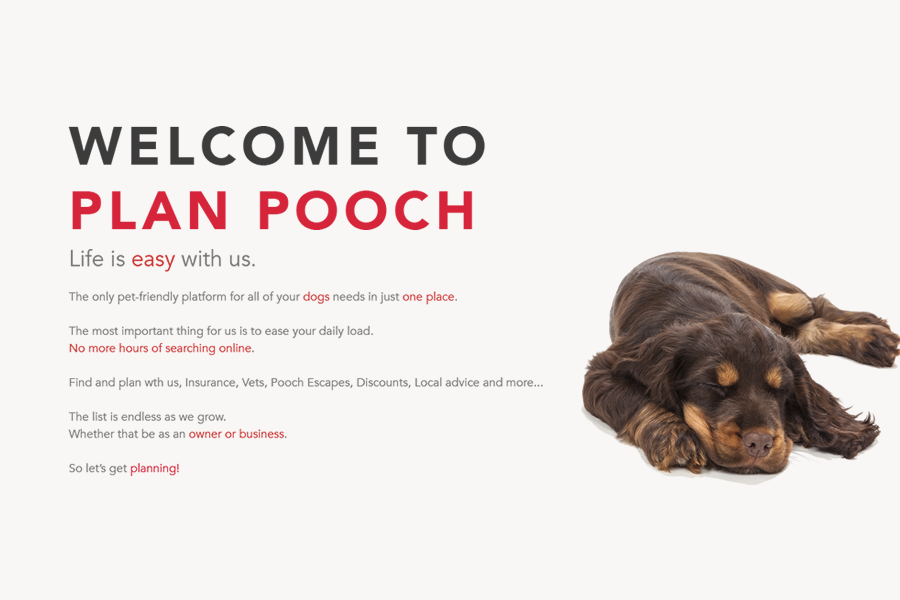 WELCOME TO
PLAN POOCH
Life is easy with us.
The only pet-friendly platform for all of your dogs needs in just one place.
The most important thing for us is to ease your daily load.
No more hours of searching online.
Find and plan wth us, Insurance, Vets, Pooch Escapes, Discounts, Local advice and more...
The list is endless as we grow.
Whether that be as an owner or business.
So let's get planning!